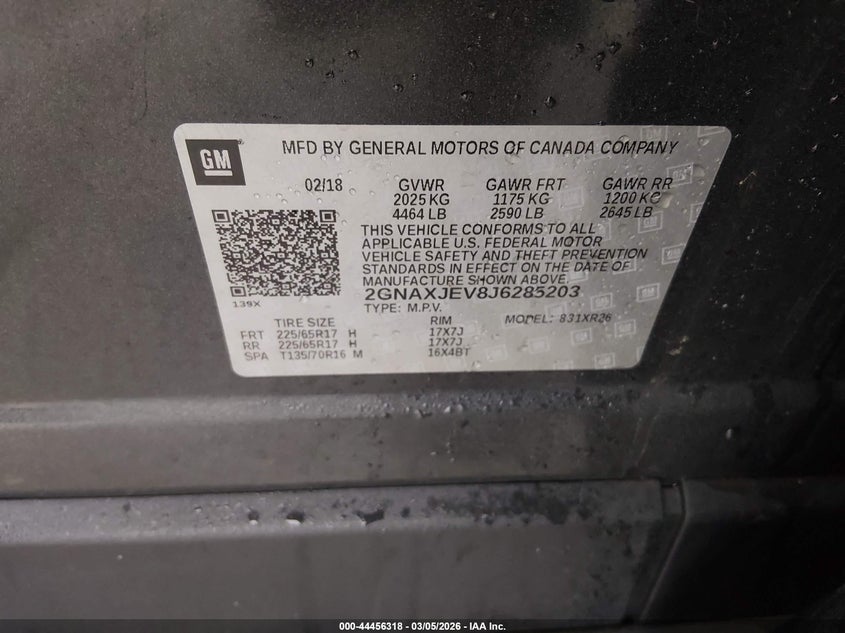 GM
MFD BY GENERAL MOTORS OF CANADA COMPANY
02/18 GVWR GAWR FRT GAWR RR
2025 KG 1175 KG 1200 KG
4464 LB 2590 LB 2645 LB
THIS VEHICLE CONFORMS TO ALL
APPLICABLE U.S. FEDERAL MOTOR
VEHICLE SAFETY AND THEFT PREVENTION
STANDARDS IN EFFECT ON THE DATE OF
MANUFACTURE SHOWN ABOVE
139X 2GNAXJEV8J6285203
TYPE: M.P.V. MODEL: 831XR26
TIRE SIZE RIM
FRT 225/65R17 H 17X7J
RR 225/65R17 H 17X7J
SPA T135/70R16 M 16X4BT
000-44456318 - 03/05/2026 - IAA Inc.